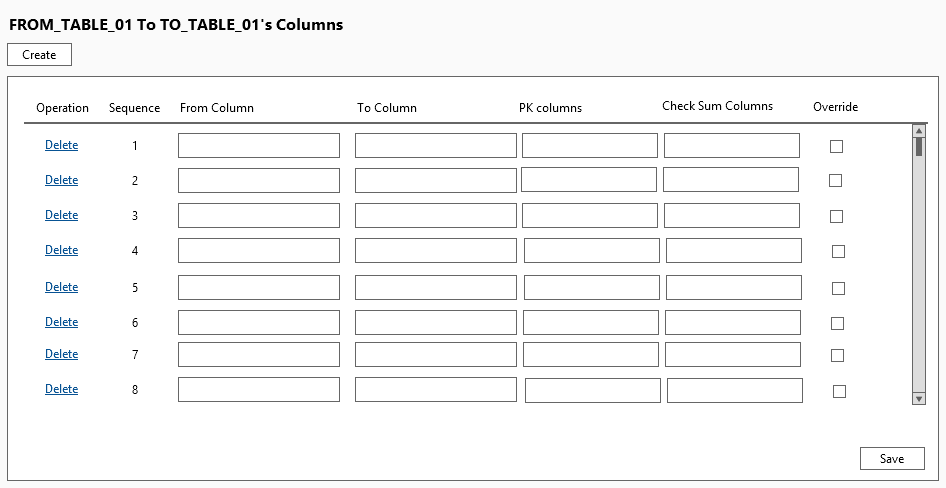 FROM_TABLE_01 To TO_TABLE_01's Columns
Create
Operation Sequence From Column To Column PK columns Check Sum Columns Override
Delete 1
Delete 2
Delete 3
Delete 4
Delete 5
Delete 6
Delete 7
Delete 8
Save